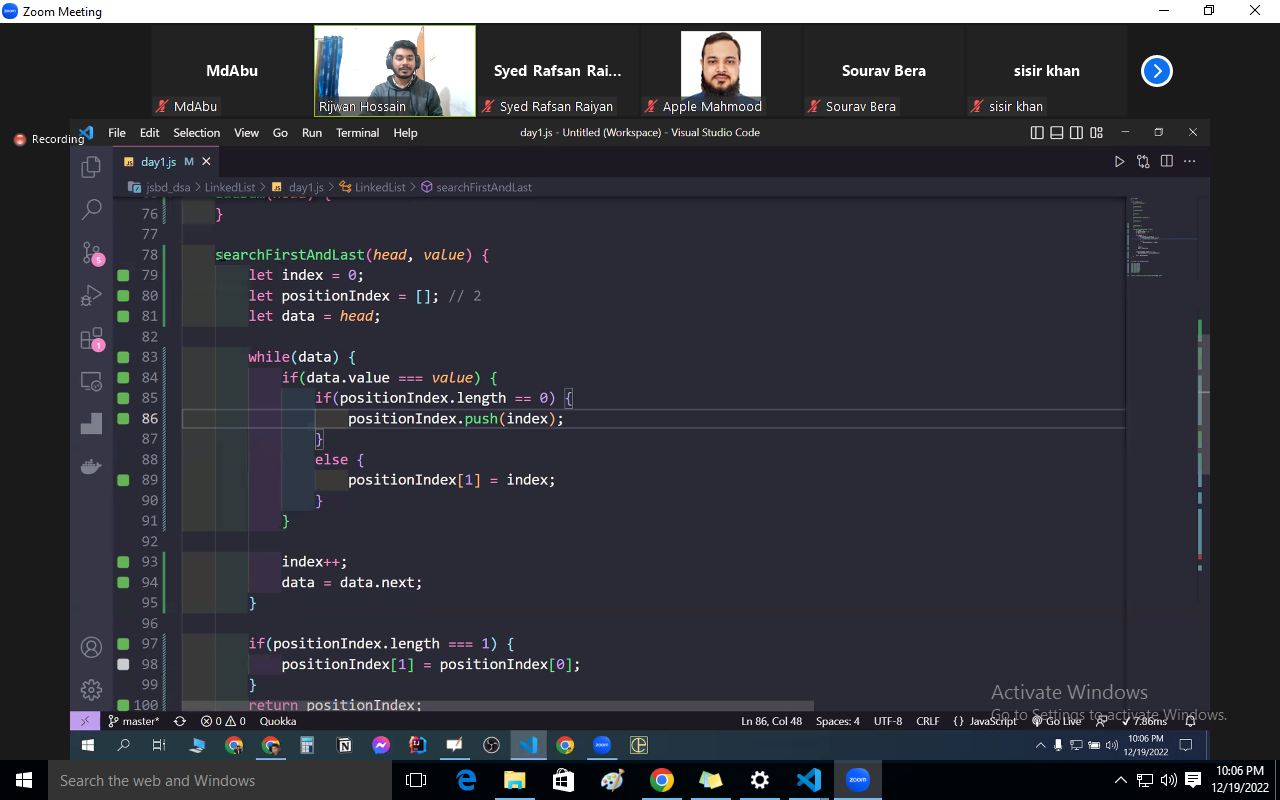 Zoom Meeting
MdAbu
Syed Rafsan Rai...
Sourav Bera
sisir khan
MdAbu
Rijwan Hossain
Syed Rafsan Raiyan
Apple Mahmood
Sourav Bera
sisir khan
Recording
File Edit Selection View Go Run Terminal Help
day1.js - Untitled (Workspace) - Visual Studio Code
JS day1.js M
jsbd_dsa > LinkedList > JS day1.js > LinkedList > searchFirstAndLast
76 }
77
78 searchFirstAndLast(head, value) {
79 let index = 0;
80 let positionIndex = []; // 2
81 let data = head;
82
83 while(data) {
84 if(data.value === value) {
85 if(positionIndex.length == 0) {
86 positionIndex.push(index);
87 }
88 else {
89 positionIndex[1] = index;
90 }
91 }
92
93 index++;
94 data = data.next;
95 }
96
97 if(positionIndex.length === 1) {
98 positionIndex[1] = positionIndex[0];
99 }
100 return positionIndex;
5
1
Activate Windows
Go to Settings to activate Windows.
master* 0 0 Quokka
Ln 86, Col 48 Spaces: 4 UTF-8 CRLF {} JavaScript Go Live ✓ 7.86ms
10:06 PM
12/19/2022
Search the web and Windows
zoom
10:06 PM
12/19/2022